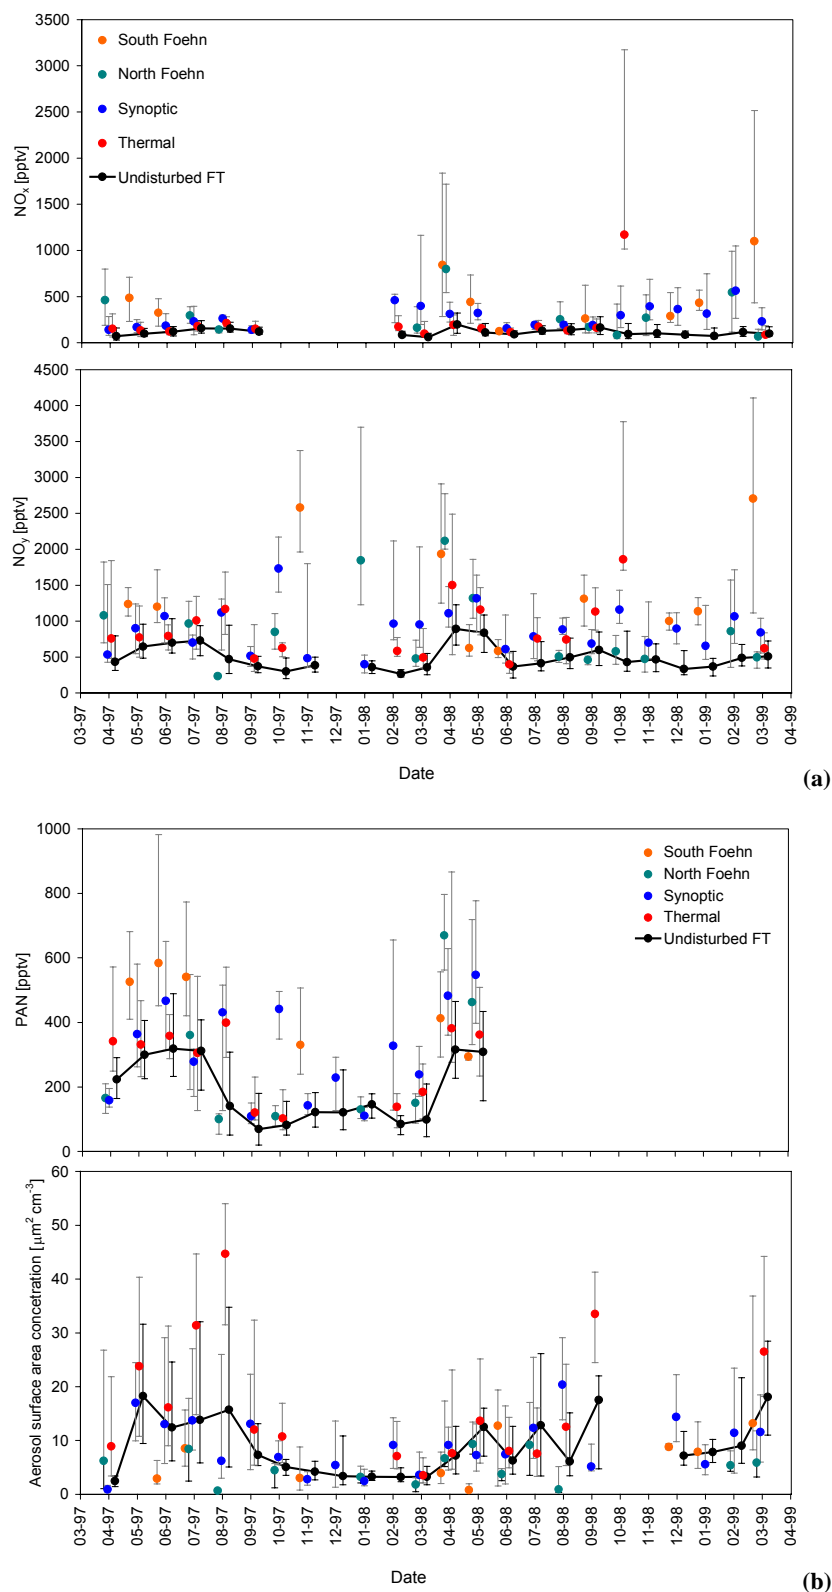 3500
3000
2500
2000
1500
1000
500
0
NOx [pptv]
South Foehn
North Foehn
Synoptic
Thermal
Undisturbed FT
4500
4000
3500
3000
2500
2000
1500
1000
500
0
NOy [pptv]
03-97 04-97 05-97 06-97 07-97 08-97 09-97 10-97 11-97 12-97 01-98 02-98 03-98 04-98 05-98 06-98 07-98 08-98 09-98 10-98 11-98 12-98 01-99 02-99 03-99 04-99
Date
(a)
1000
800
600
400
200
0
PAN [pptv]
South Foehn
North Foehn
Synoptic
Thermal
Undisturbed FT
60
50
40
30
20
10
0
Aerosol surface area concetration [µm² cm⁻³]
03-97 04-97 05-97 06-97 07-97 08-97 09-97 10-97 11-97 12-97 01-98 02-98 03-98 04-98 05-98 06-98 07-98 08-98 09-98 10-98 11-98 12-98 01-99 02-99 03-99 04-99
Date
(b)